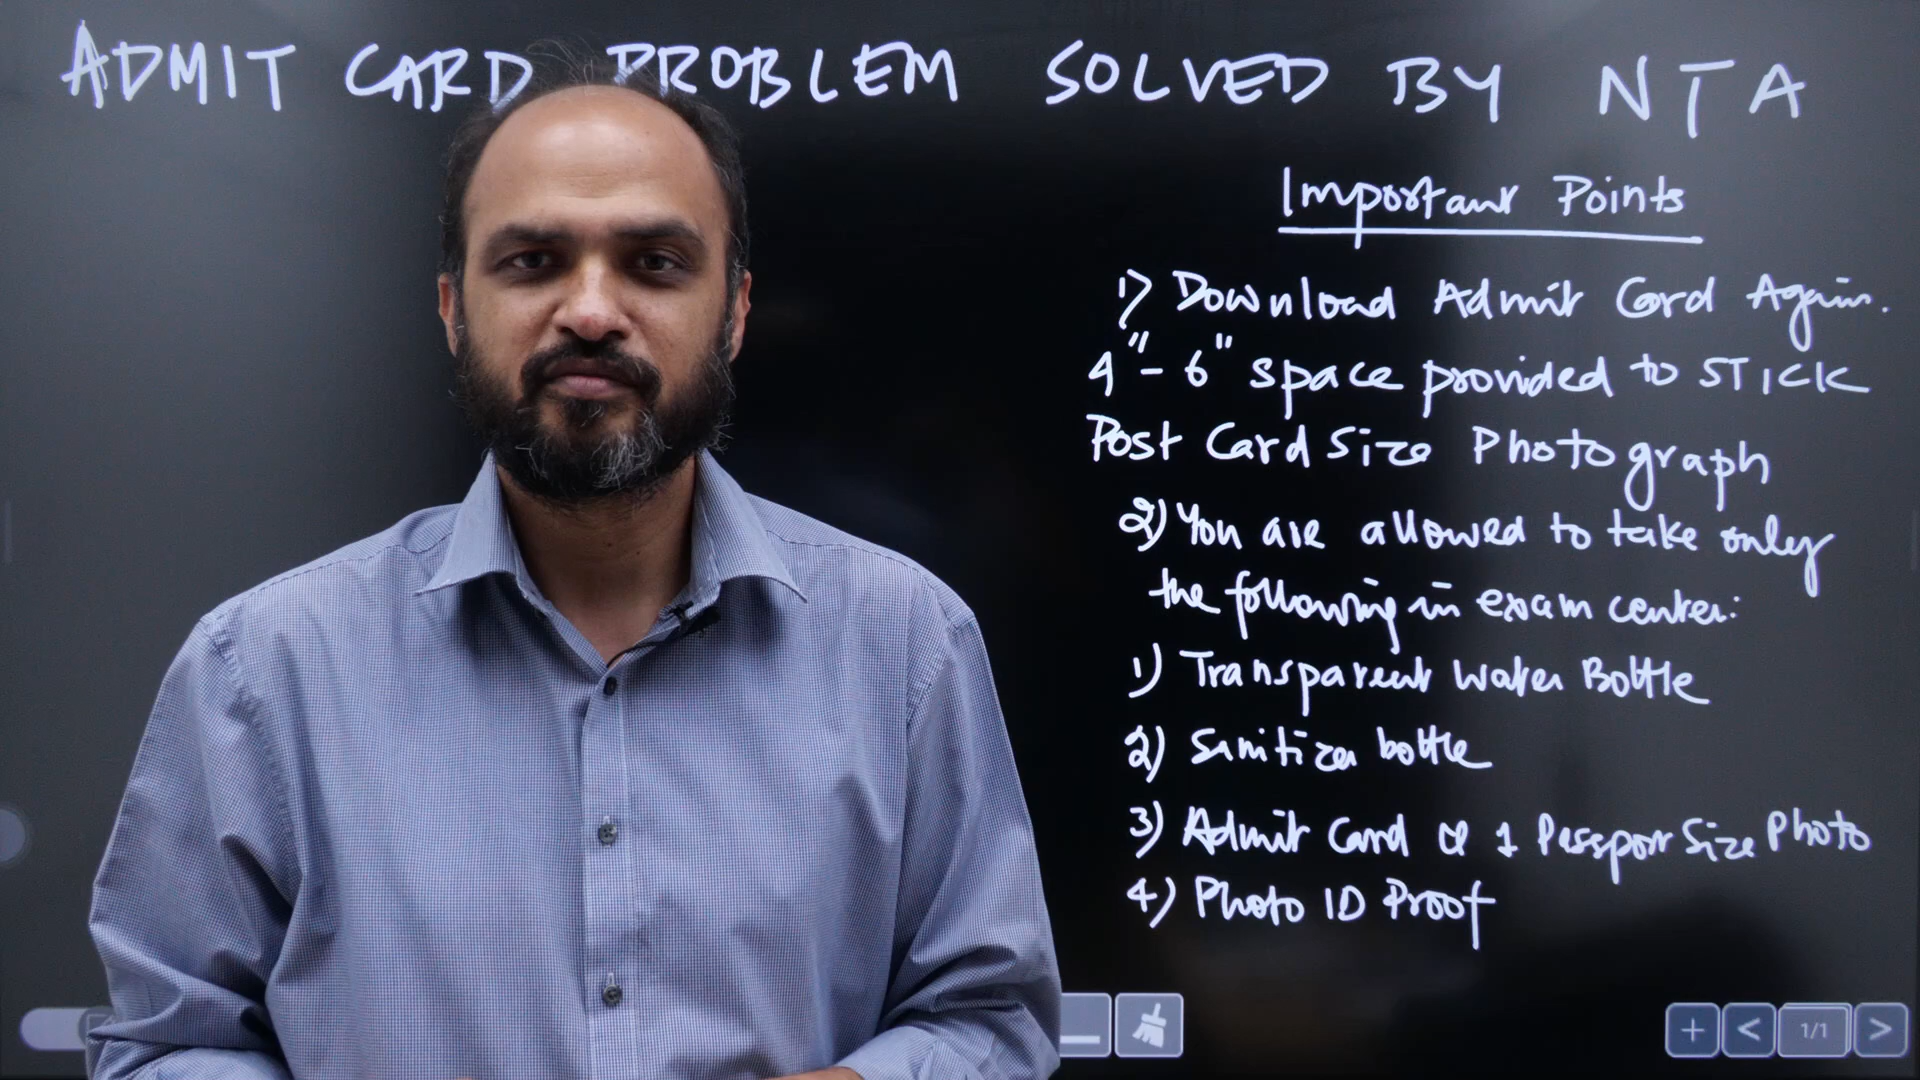 ADMIT CARD PROBLEM SOLVED BY NTA
Important Points
1) Download Admit Card Again.
4" - 6" space provided to STICK
Post Card Size Photograph
2) You are allowed to take only
the following in exam center:
1) Transparent Water Bottle
2) Sanitizer bottle
3) Admit Card & 1 Passport Size Photo
4) Photo ID Proof
1/1